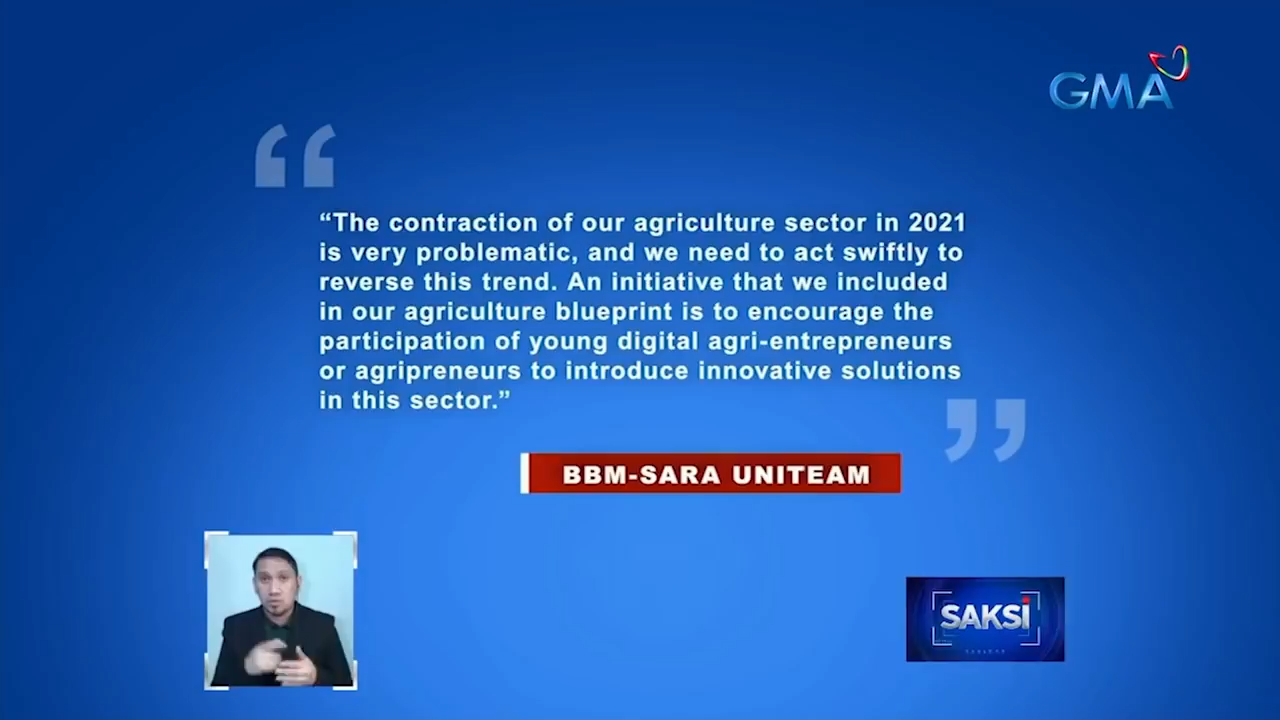 GMA
“The contraction of our agriculture sector in 2021
is very problematic, and we need to act swiftly to
reverse this trend. An initiative that we included
in our agriculture blueprint is to encourage the
participation of young digital agri-entrepreneurs
or agripreneurs to introduce innovative solutions
in this sector.”
BBM-SARA UNITEAM
SAKSI